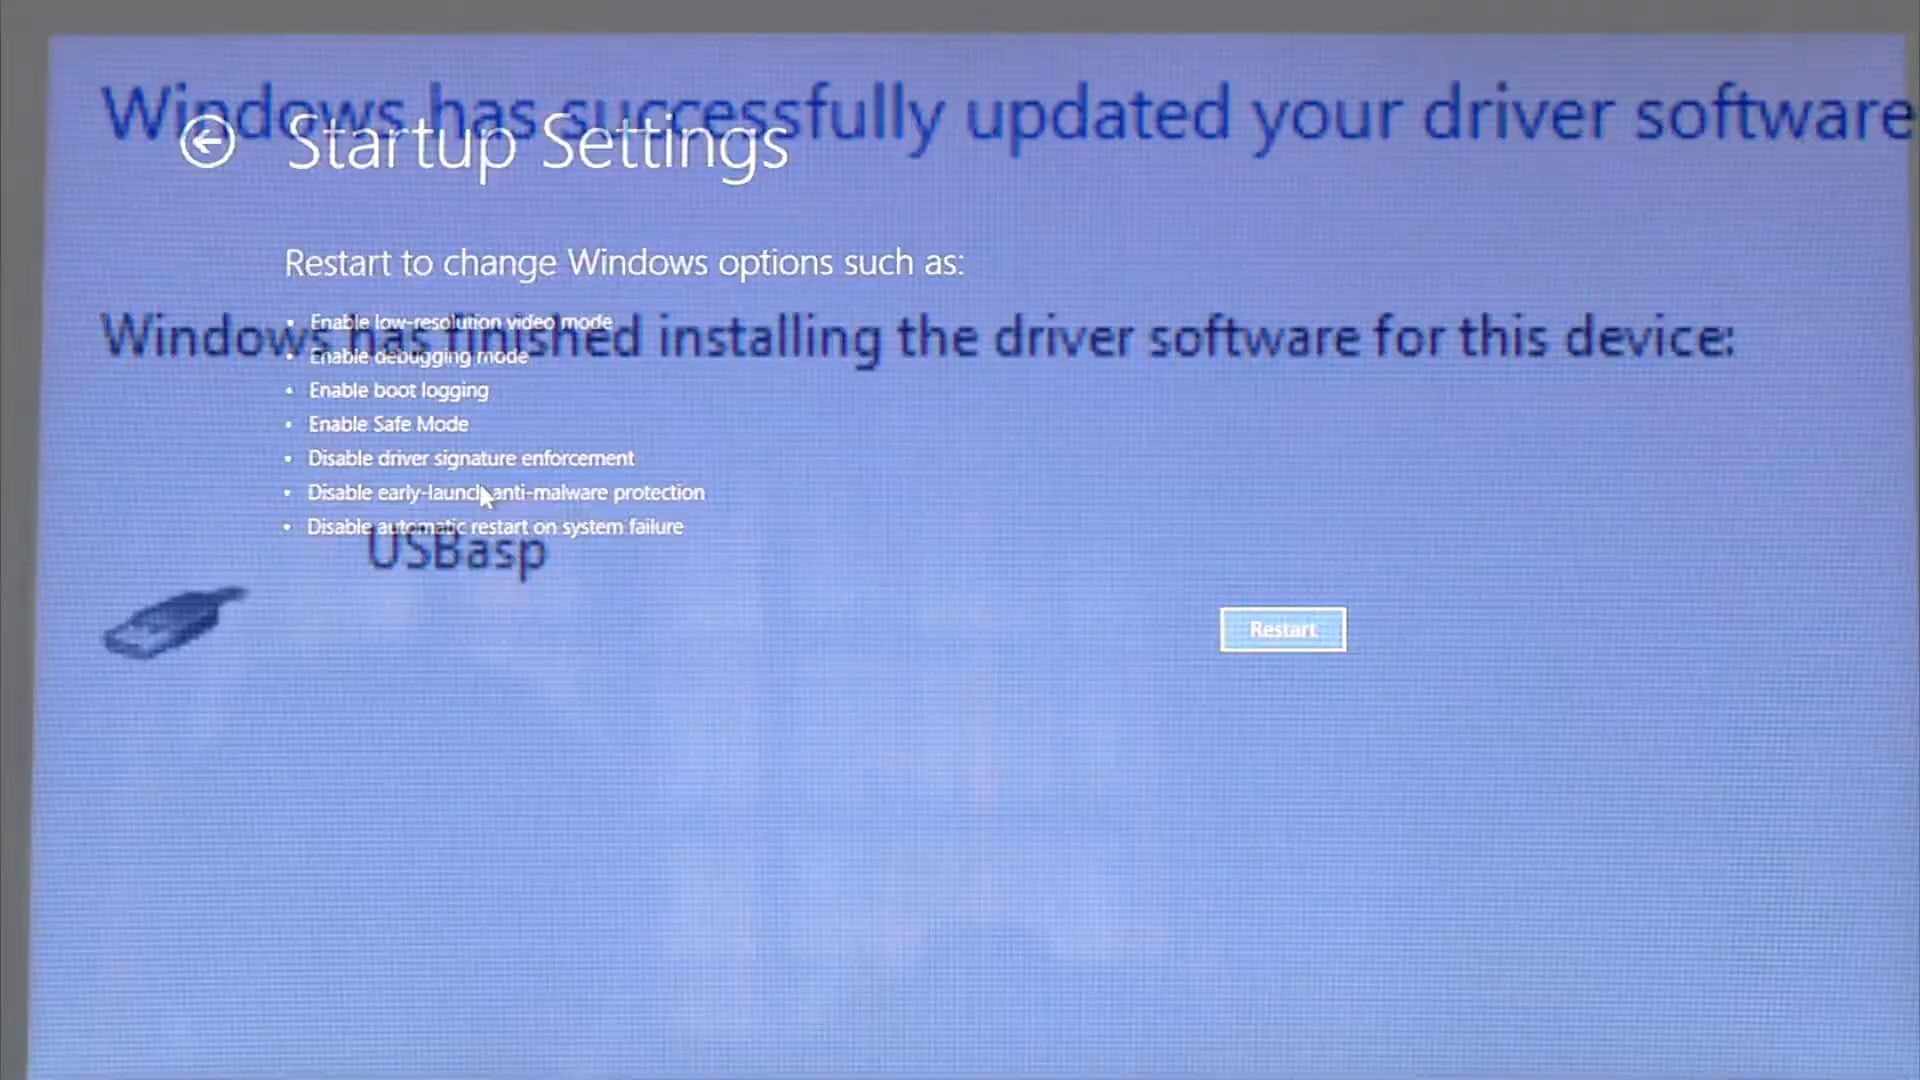 Windows has successfully updated your driver software
Startup Settings
Restart to change Windows options such as:
• Enable low-resolution video mode
Windows has finished installing the driver software for this device:
• Enable debugging mode
• Enable boot logging
• Enable Safe Mode
• Disable driver signature enforcement
• Disable early-launch anti-malware protection
• Disable automatic restart on system failure
USBasp
Restart